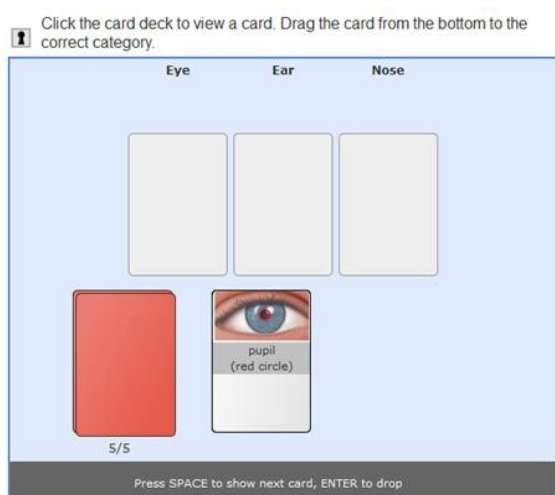 Click the card deck to view a card. Drag the card from the bottom to the
correct category.
Eye Ear Nose
pupil
(red circle)
5/5
Press SPACE to show next card, ENTER to drop